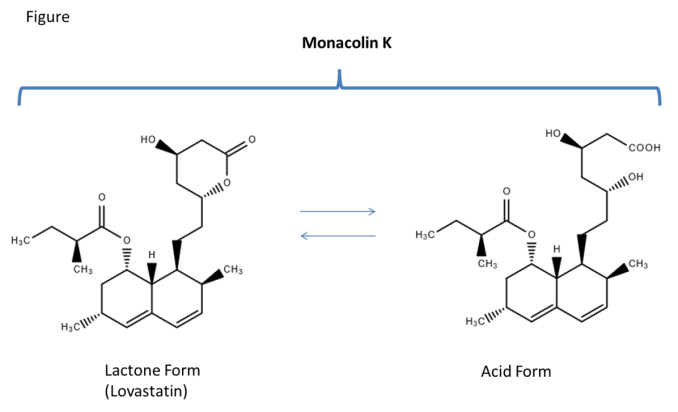 Figure
Monacolin K
HO
O
O
O
O
H3C
CH3
H
CH3
H3C
HO
COOH
OH
O
O
H3C
CH3
H
CH3
H3C
Lactone Form
(Lovastatin)
Acid Form